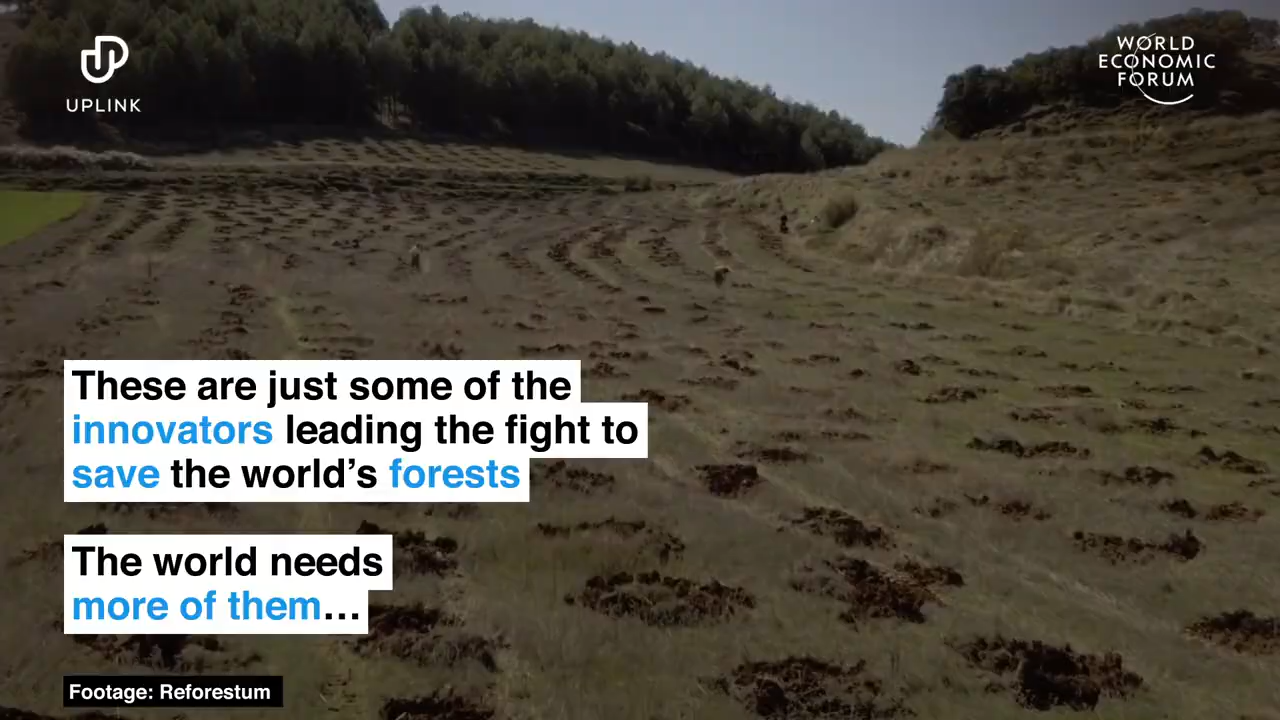 UPLINK
WORLD
ECONOMIC
FORUM
These are just some of the
innovators leading the fight to
save the world’s forests
The world needs
more of them...
Footage: Reforestum